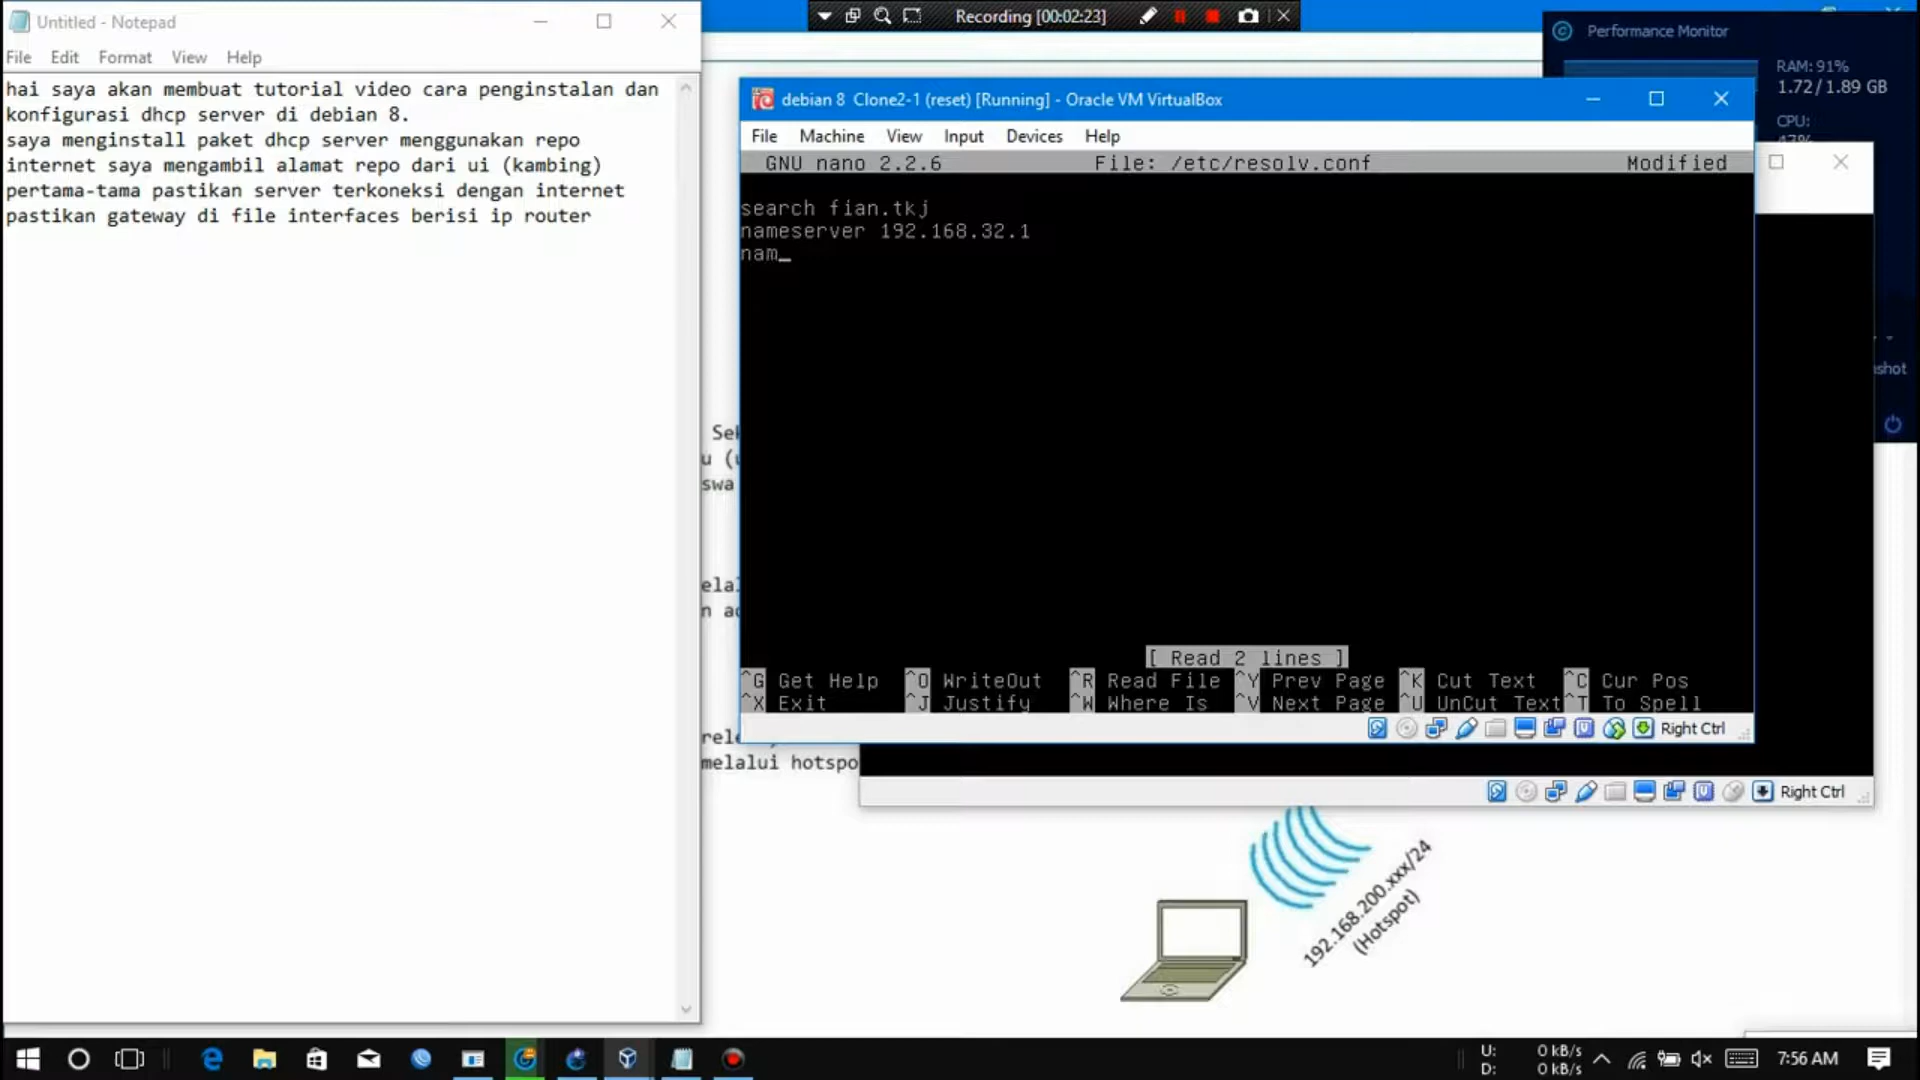 Untitled - Notepad
File Edit Format View Help
hai saya akan membuat tutorial video cara penginstalan dan
konfigurasi dhcp server di debian 8.
saya menginstall paket dhcp server menggunakan repo
internet saya mengambil alamat repo dari ui (kambing)
pertama-tama pastikan server terkoneksi dengan internet
pastikan gateway di file interfaces berisi ip router
Recording [00:02:23]
Performance Monitor
RAM: 91%
1.72/1.89 GB
CPU:
debian 8 Clone2-1 (reset) [Running] - Oracle VM VirtualBox
File Machine View Input Devices Help
GNU nano 2.2.6 File: /etc/resolv.conf Modified
search fian.tkj
nameserver 192.168.32.1
nam_
[ Read 2 lines ]
^G Get Help ^O WriteOut ^R Read File ^Y Prev Page ^K Cut Text ^C Cur Pos
^X Exit ^J Justify ^W Where Is ^V Next Page ^U UnCut Text ^T To Spell
Right Ctrl
melalui hotspo
Right Ctrl
192.168.200.xxx/24
(Hotspot)
U: 0 kB/s
D: 0 kB/s
7:56 AM